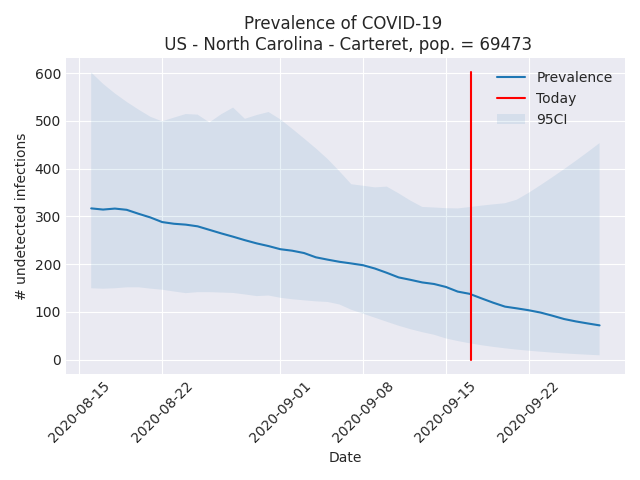 Prevalence of COVID-19
US - North Carolina - Carteret, pop. = 69473
600
500
400
300
200
100
0
# undetected infections
Prevalence
Today
95CI
2020-08-15
2020-08-22
2020-09-01
2020-09-08
2020-09-15
2020-09-22
Date